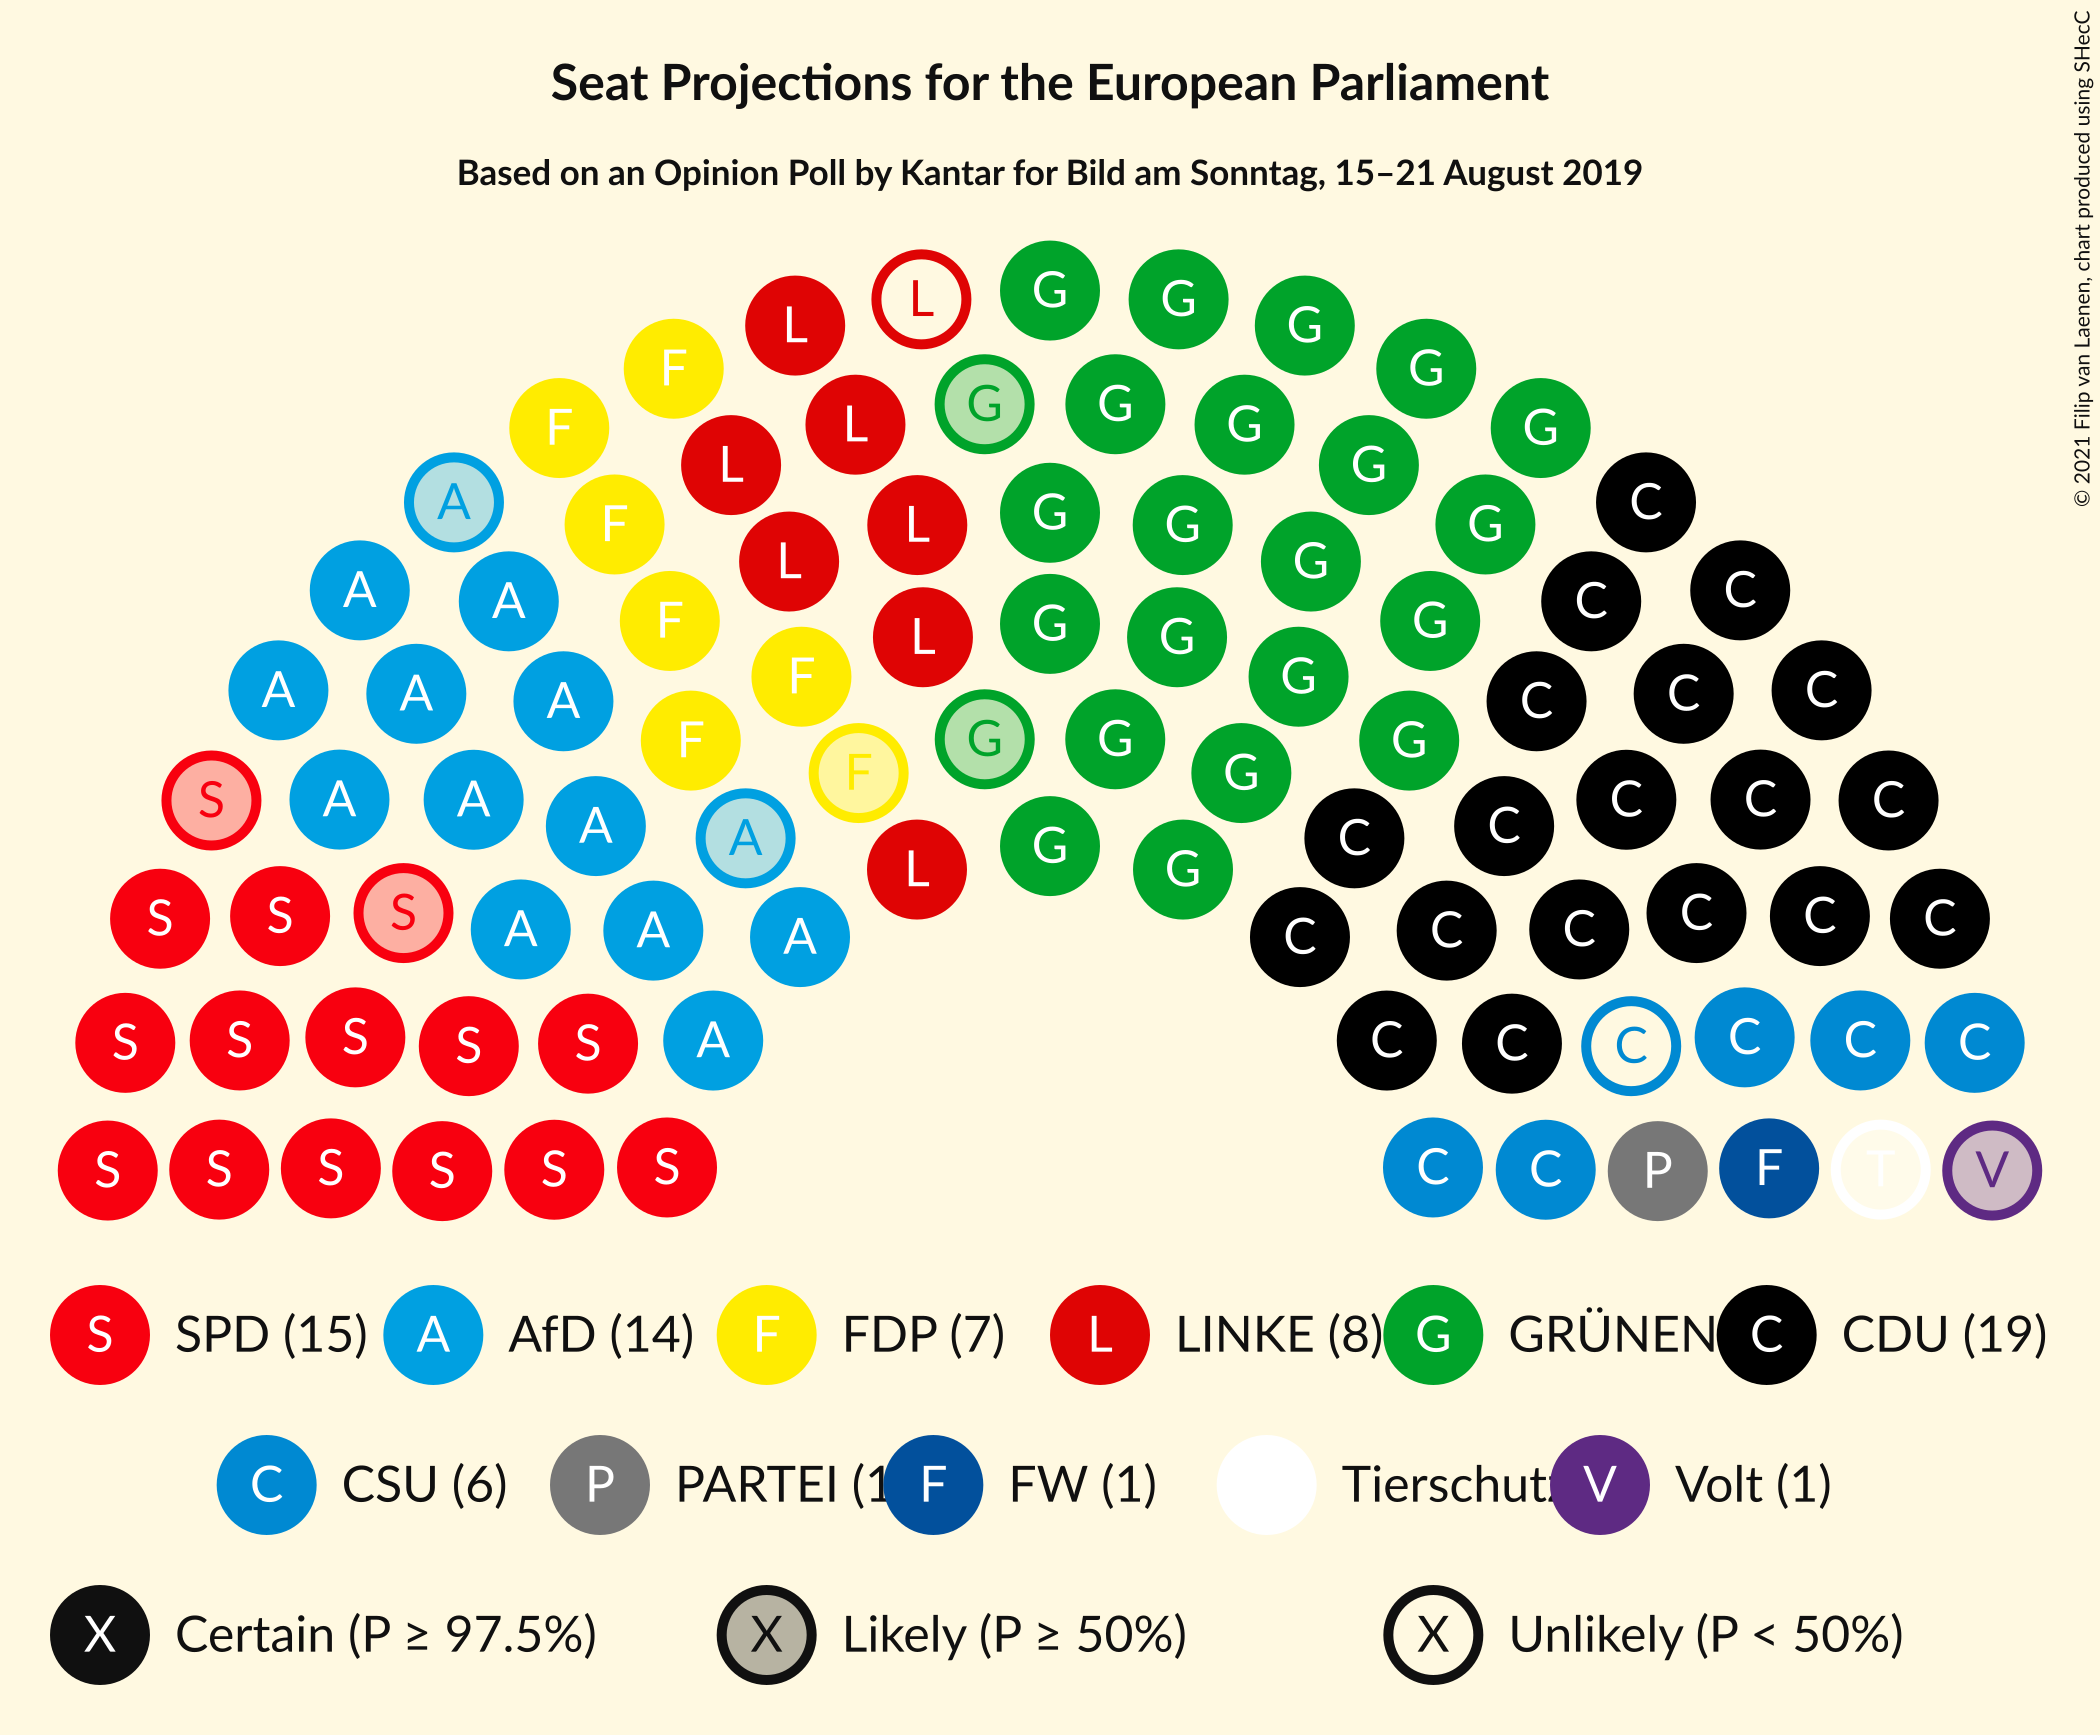 Seat Projections for the European Parliament
Based on an Opinion Poll by Kantar for Bild am Sonntag, 15–21 August 2019
© 2021 Filip van Laenen, chart produced using SHecC
L G G G
F L G
F L G G G G
A F L G G C
F L G G G
A A F L G G C C
A A A F L G G G C C C
S A A A F F G G G G C C C
A L G G C C
S S S A A A C C C C C C
S S S S S A C C C C C C
S S S S S S C C P F T V
S SPD (15) A AfD (14) F FDP (7) L LINKE (8) G GRÜNEN C CDU (19)
C CSU (6) P PARTEI (1 F FW (1) Tierschutz V Volt (1)
X Certain (P ≥ 97.5%) X Likely (P ≥ 50%) X Unlikely (P < 50%)